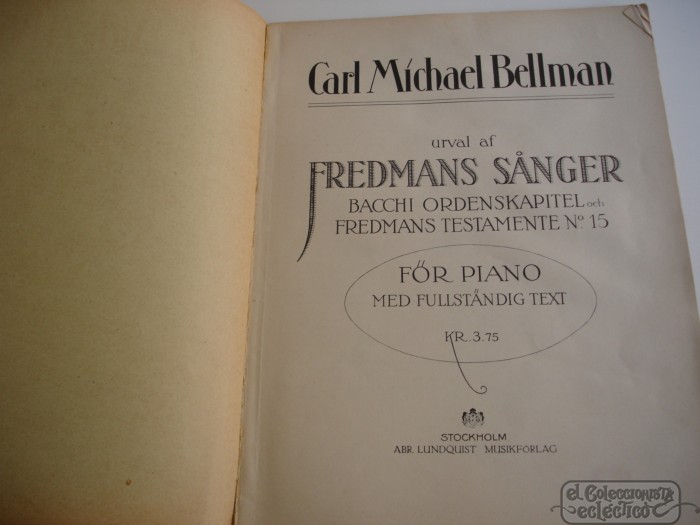 Carl Michael Bellman
urval af
FREDMANS SÅNGER
BACCHI ORDENSKAPITEL och
FREDMANS TESTAMENTE No. 15
FÖR PIANO
MED FULLSTÄNDIG TEXT
KR. 3.75
STOCKHOLM
ABR. LUNDQUIST MUSIKFÖRLAG
el Coleccionista
ecléctico